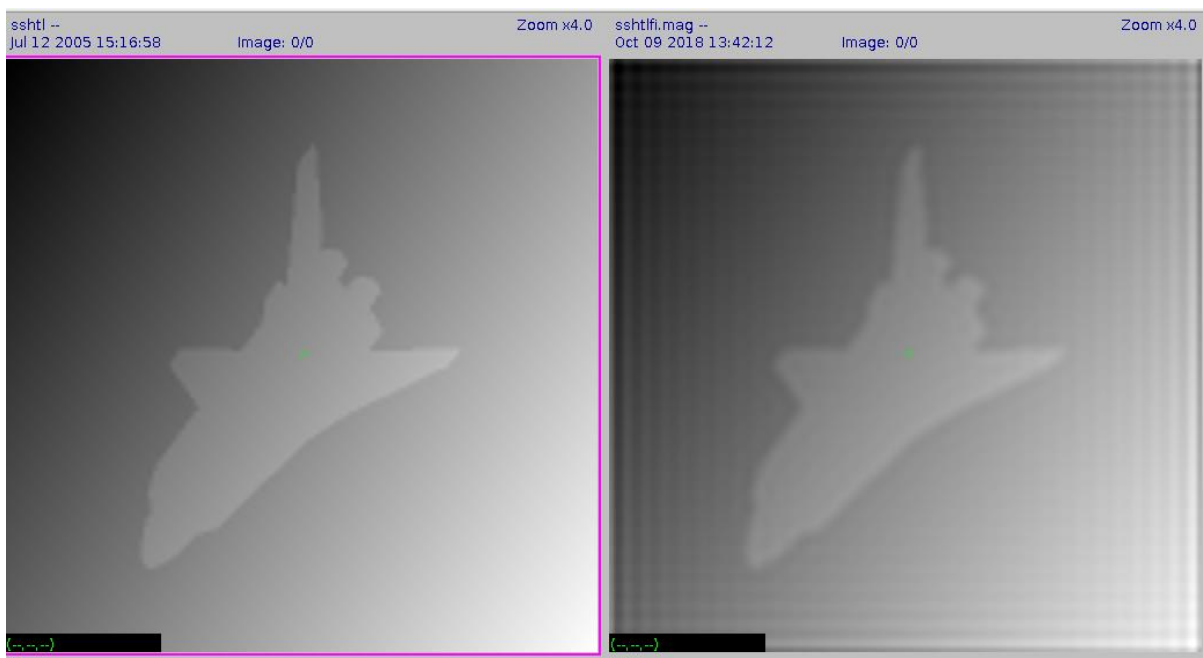 sshtl -- Zoom x4.0
Jul 12 2005 15:16:58 Image: 0/0
(--,--,--)
sshtlfi.mag -- Zoom x4.0
Oct 09 2018 13:42:12 Image: 0/0
(--,--,--)